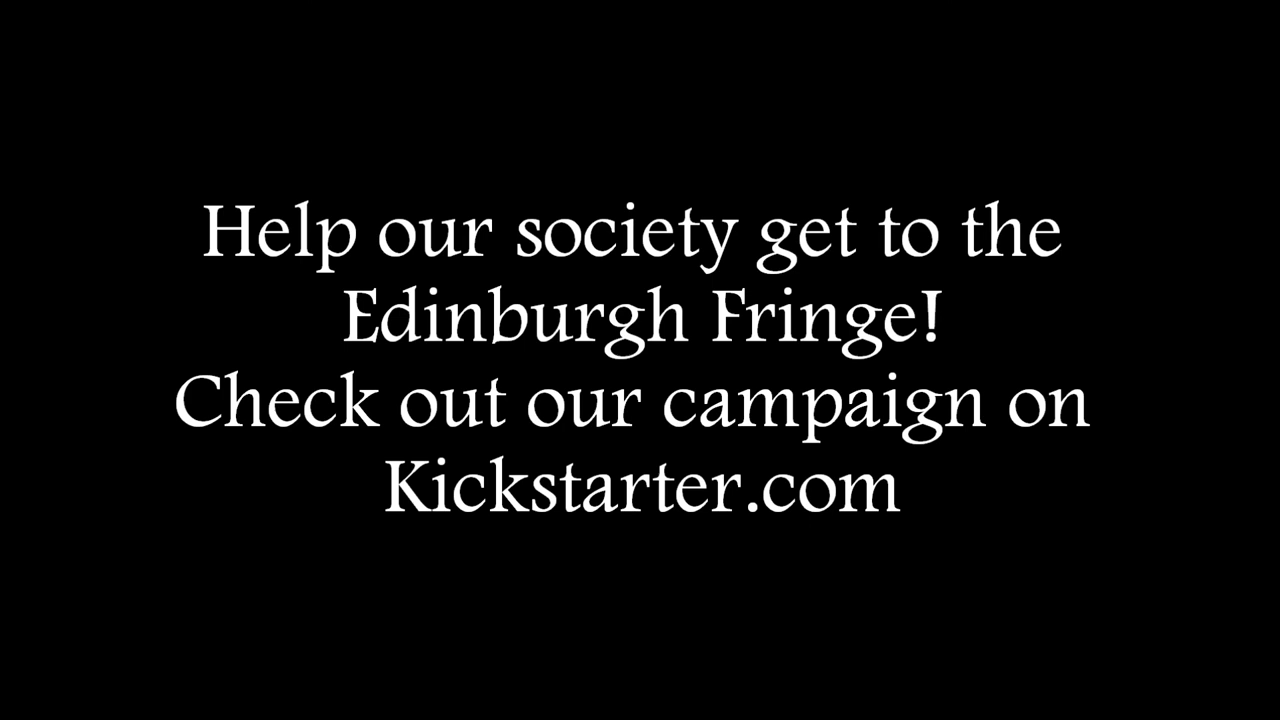 Help our society get to the
Edinburgh Fringe!
Check out our campaign on
Kickstarter.com